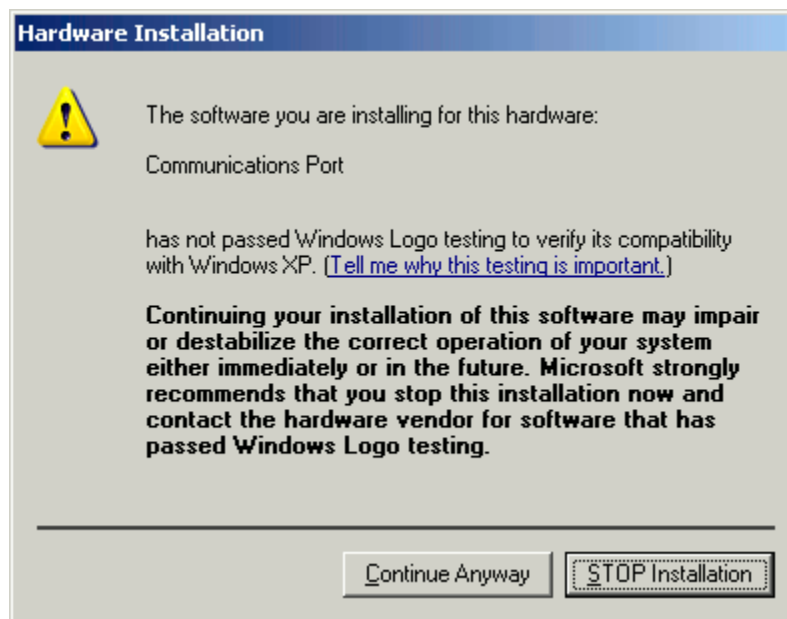 Hardware Installation
The software you are installing for this hardware:
Communications Port
has not passed Windows Logo testing to verify its compatibility
with Windows XP. (Tell me why this testing is important.)
Continuing your installation of this software may impair
or destabilize the correct operation of your system
either immediately or in the future. Microsoft strongly
recommends that you stop this installation now and
contact the hardware vendor for software that has
passed Windows Logo testing.
Continue Anyway
STOP Installation